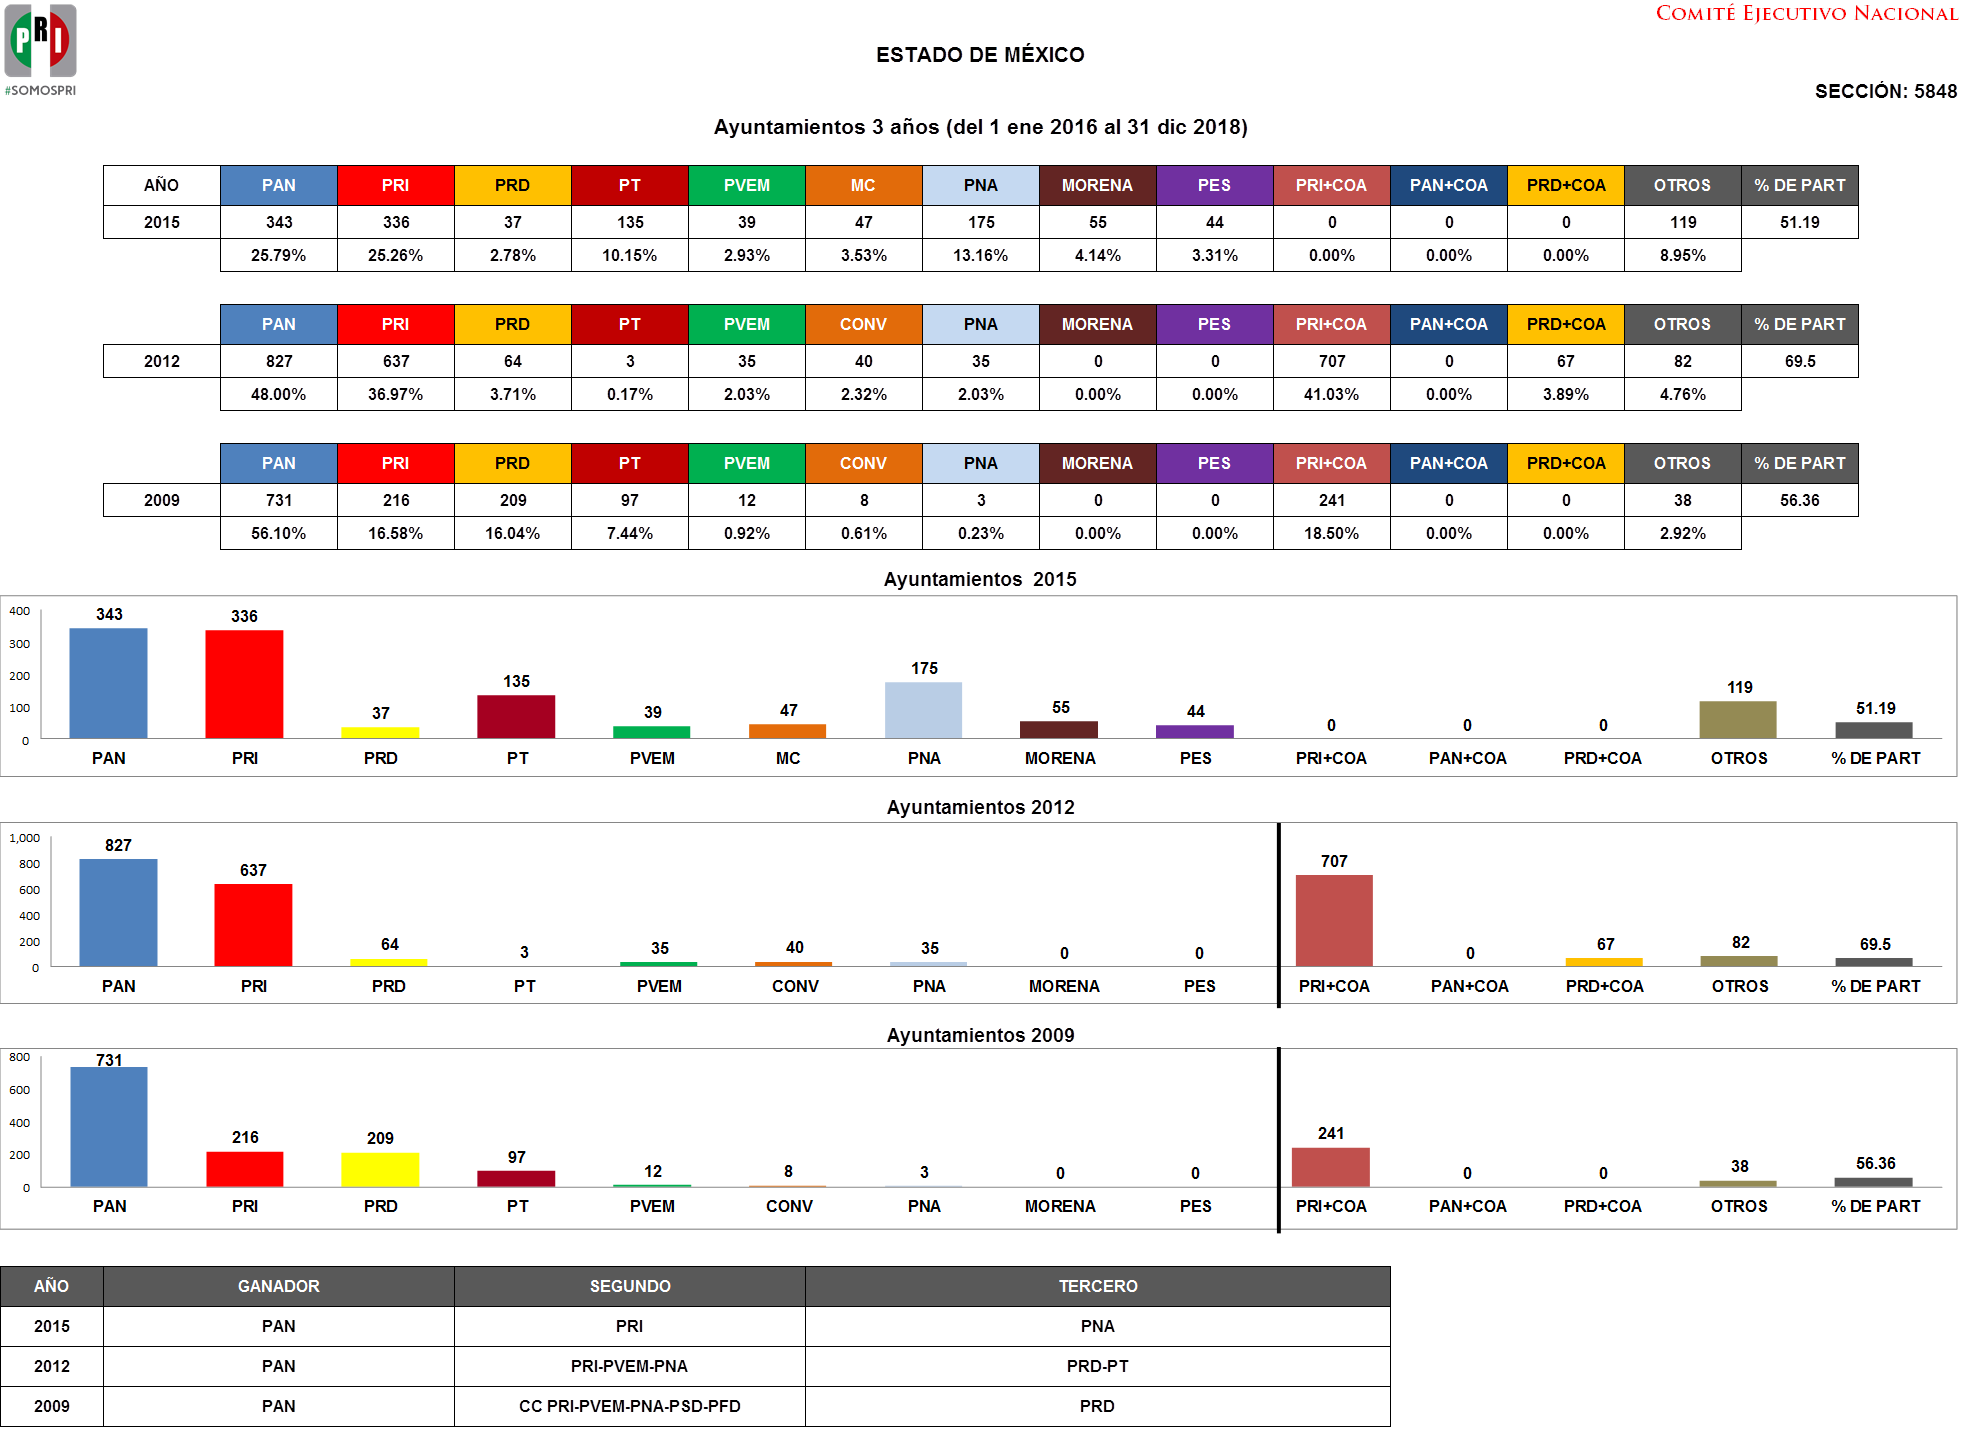 COMITÉ EJECUTIVO NACIONAL
PRI
#SOMOSPRI
ESTADO DE MÉXICO
SECCIÓN: 5848
Ayuntamientos 3 años (del 1 ene 2016 al 31 dic 2018)
AÑO PAN PRI PRD PT PVEM MC PNA MORENA PES PRI+COA PAN+COA PRD+COA OTROS % DE PART
2015 343 336 37 135 39 47 175 55 44 0 0 0 119 51.19
25.79% 25.26% 2.78% 10.15% 2.93% 3.53% 13.16% 4.14% 3.31% 0.00% 0.00% 0.00% 8.95%
PAN PRI PRD PT PVEM CONV PNA MORENA PES PRI+COA PAN+COA PRD+COA OTROS % DE PART
2012 827 637 64 3 35 40 35 0 0 707 0 67 82 69.5
48.00% 36.97% 3.71% 0.17% 2.03% 2.32% 2.03% 0.00% 0.00% 41.03% 0.00% 3.89% 4.76%
PAN PRI PRD PT PVEM CONV PNA MORENA PES PRI+COA PAN+COA PRD+COA OTROS % DE PART
2009 731 216 209 97 12 8 3 0 0 241 0 0 38 56.36
56.10% 16.58% 16.04% 7.44% 0.92% 0.61% 0.23% 0.00% 0.00% 18.50% 0.00% 0.00% 2.92%
Ayuntamientos 2015
400
300
200
100
0
343 336 37 135 39 47 175 55 44 0 0 0 119 51.19
PAN PRI PRD PT PVEM MC PNA MORENA PES PRI+COA PAN+COA PRD+COA OTROS % DE PART
Ayuntamientos 2012
1,000
800
600
400
200
0
827 637 64 3 35 40 35 0 0 707 0 67 82 69.5
PAN PRI PRD PT PVEM CONV PNA MORENA PES PRI+COA PAN+COA PRD+COA OTROS % DE PART
Ayuntamientos 2009
800
600
400
200
0
731 216 209 97 12 8 3 0 0 241 0 0 38 56.36
PAN PRI PRD PT PVEM CONV PNA MORENA PES PRI+COA PAN+COA PRD+COA OTROS % DE PART
AÑO GANADOR SEGUNDO TERCERO
2015 PAN PRI PNA
2012 PAN PRI-PVEM-PNA PRD-PT
2009 PAN CC PRI-PVEM-PNA-PSD-PFD PRD